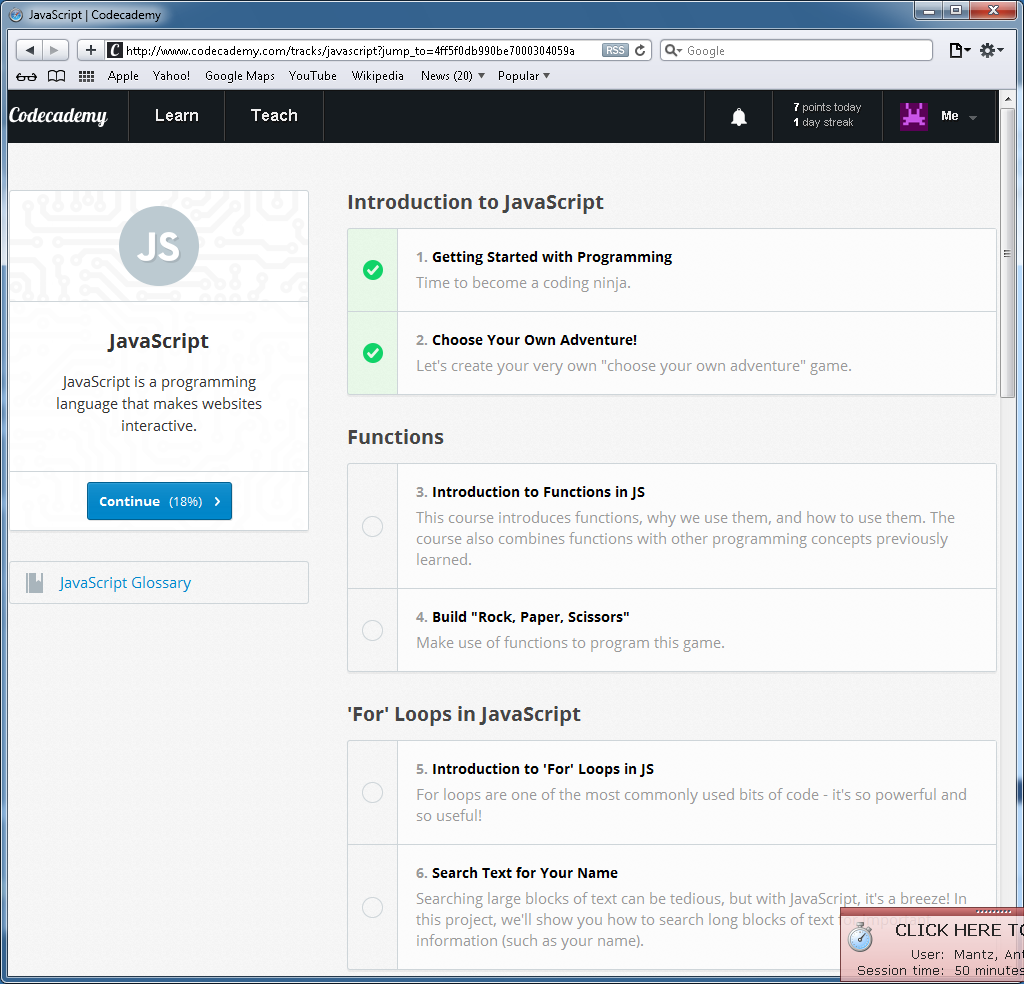 JavaScript | Codecademy
http://www.codecademy.com/tracks/javascript?jump_to=4ff5f0db990be7000304059a
RSS
Google
Apple Yahoo! Google Maps YouTube Wikipedia News (20) Popular
Codecademy
Learn
Teach
7 points today
1 day streak
Me
JS
JavaScript
JavaScript is a programming
language that makes websites
interactive.
Continue (18%)
JavaScript Glossary
Introduction to JavaScript
1. Getting Started with Programming
Time to become a coding ninja.
2. Choose Your Own Adventure!
Let's create your very own "choose your own adventure" game.
Functions
3. Introduction to Functions in JS
This course introduces functions, why we use them, and how to use them. The
course also combines functions with other programming concepts previously
learned.
4. Build "Rock, Paper, Scissors"
Make use of functions to program this game.
'For' Loops in JavaScript
5. Introduction to 'For' Loops in JS
For loops are one of the most commonly used bits of code - it's so powerful and
so useful!
6. Search Text for Your Name
Searching large blocks of text can be tedious, but with JavaScript, it's a breeze! In
this project, we'll show you how to search long blocks of text for important
information (such as your name).
CLICK HERE TO
User: Mantz, Ant
Session time: 50 minutes